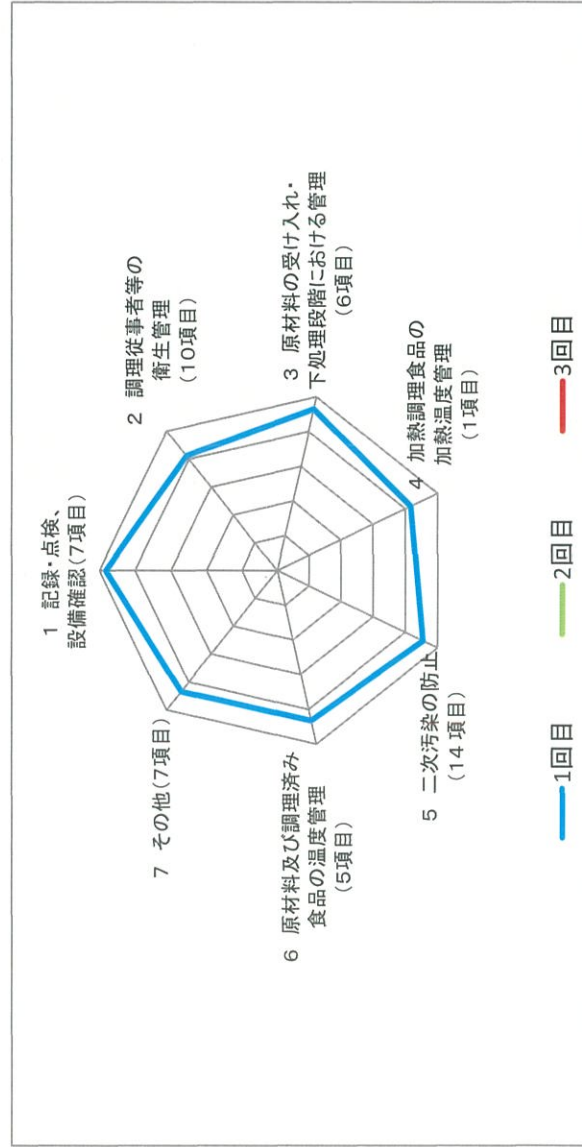 1 記録・点検、
設備確認(7項目)
2 調理従事者等の
衛生管理
(10項目)
3 原材料の受け入れ・
下処理段階における管理
(6項目)
4 加熱調理食品の
加熱温度管理
(1項目)
5 二次汚染の防止
(14項目)
6 原材料及び調理済み
食品の温度管理
(5項目)
7 その他(7項目)
1回目
2回目
3回目